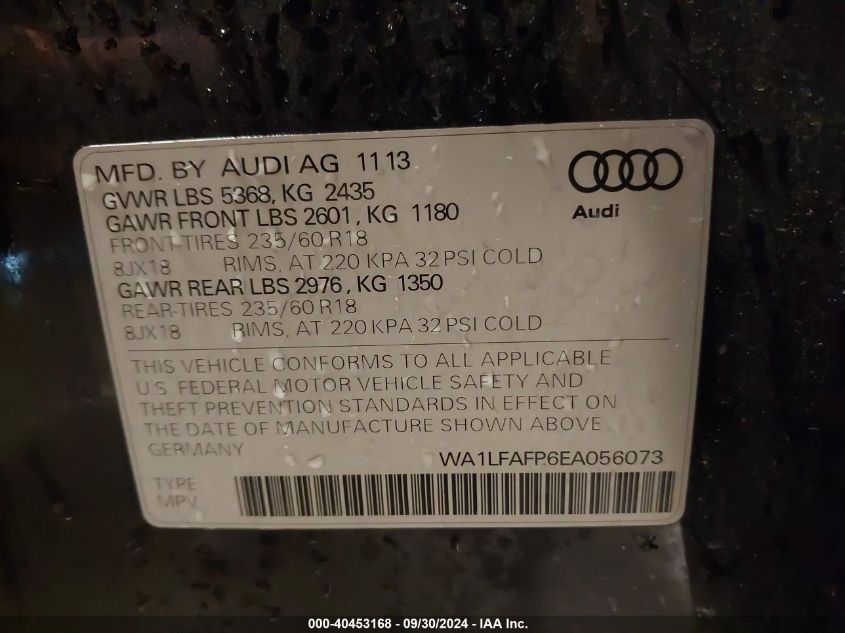 MFD. BY AUDI AG 11 13
GVWR LBS 5368, KG 2435
GAWR FRONT LBS 2601, KG 1180
FRONT-TIRES 235/60 R18
8JX18 RIMS, AT 220 KPA 32 PSI COLD
GAWR REAR LBS 2976, KG 1350
REAR-TIRES 235/60 R18
8JX18 RIMS, AT 220 KPA 32 PSI COLD
Audi
THIS VEHICLE CONFORMS TO ALL APPLICABLE
U.S. FEDERAL MOTOR VEHICLE SAFETY AND
THEFT PREVENTION STANDARDS IN EFFECT ON
THE DATE OF MANUFACTURE SHOWN ABOVE
GERMANY
WA1LFAFP6EA056073
TYPE
MPV
000-40453168 - 09/30/2024 - IAA Inc.